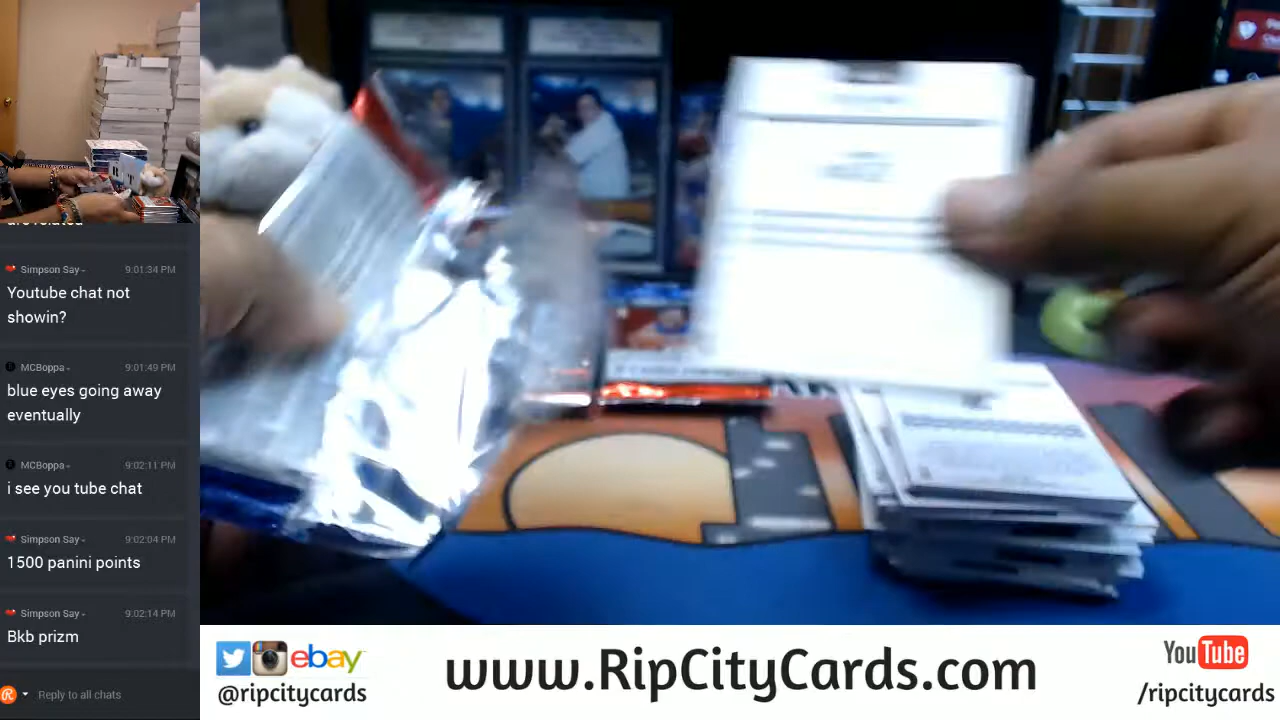 Simpson Say- 9:01:34 PM
Youtube chat not
showin?
MCBoppa- 9:01:49 PM
blue eyes going away
eventually
MCBoppa- 9:02:11 PM
i see you tube chat
Simpson Say- 9:02:04 PM
1500 panini points
Simpson Say- 9:02:14 PM
Bkb prizm
Reply to all chats
ebay
@ripcitycards
www.RipCityCards.com
YouTube
/ripcitycards